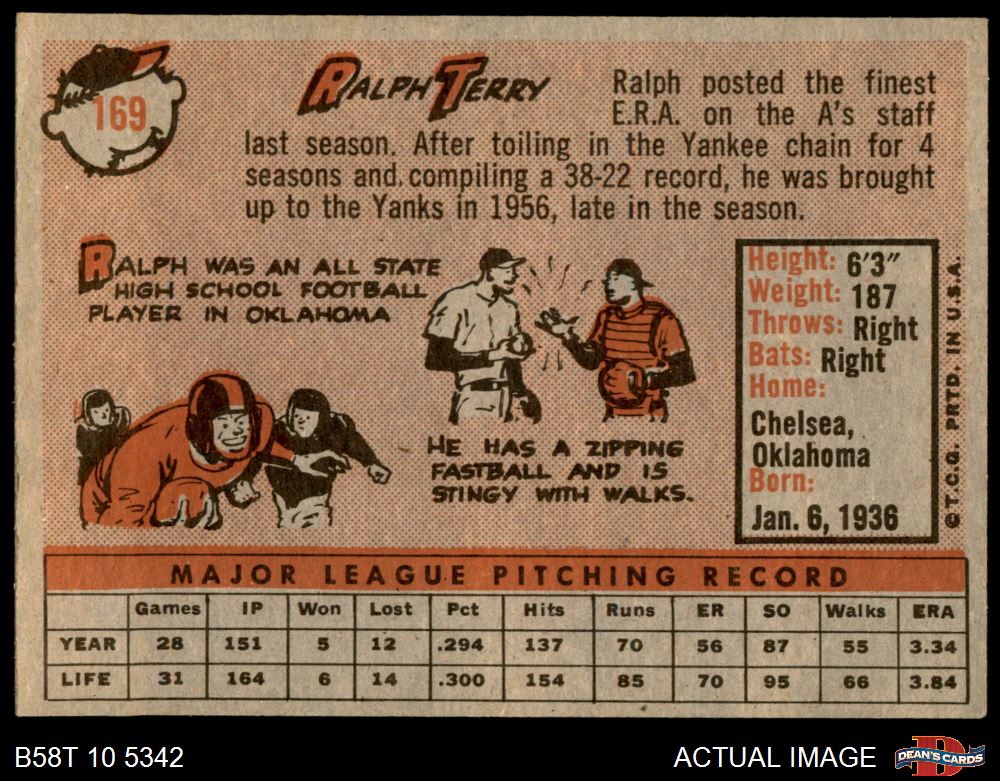 169
RALPH TERRY
Ralph posted the finest
E.R.A. on the A's staff
last season. After toiling in the Yankee chain for 4
seasons and compiling a 38-22 record, he was brought
up to the Yanks in 1956, late in the season.
RALPH WAS AN ALL STATE
HIGH SCHOOL FOOTBALL
PLAYER IN OKLAHOMA
HE HAS A ZIPPING
FASTBALL AND IS
STINGY WITH WALKS.
Height: 6'3"
Weight: 187
Throws: Right
Bats: Right
Home:
Chelsea,
Oklahoma
Born:
Jan. 6, 1936
© T.C.G. PRTD. IN U.S.A.
MAJOR LEAGUE PITCHING RECORD
Games IP Won Lost Pct Hits Runs ER SO Walks ERA
YEAR 28 151 5 12 .294 137 70 56 87 55 3.34
LIFE 31 164 6 14 .300 154 85 70 95 66 3.84
B58T 10 5342
ACTUAL IMAGE
DEAN'S CARDS